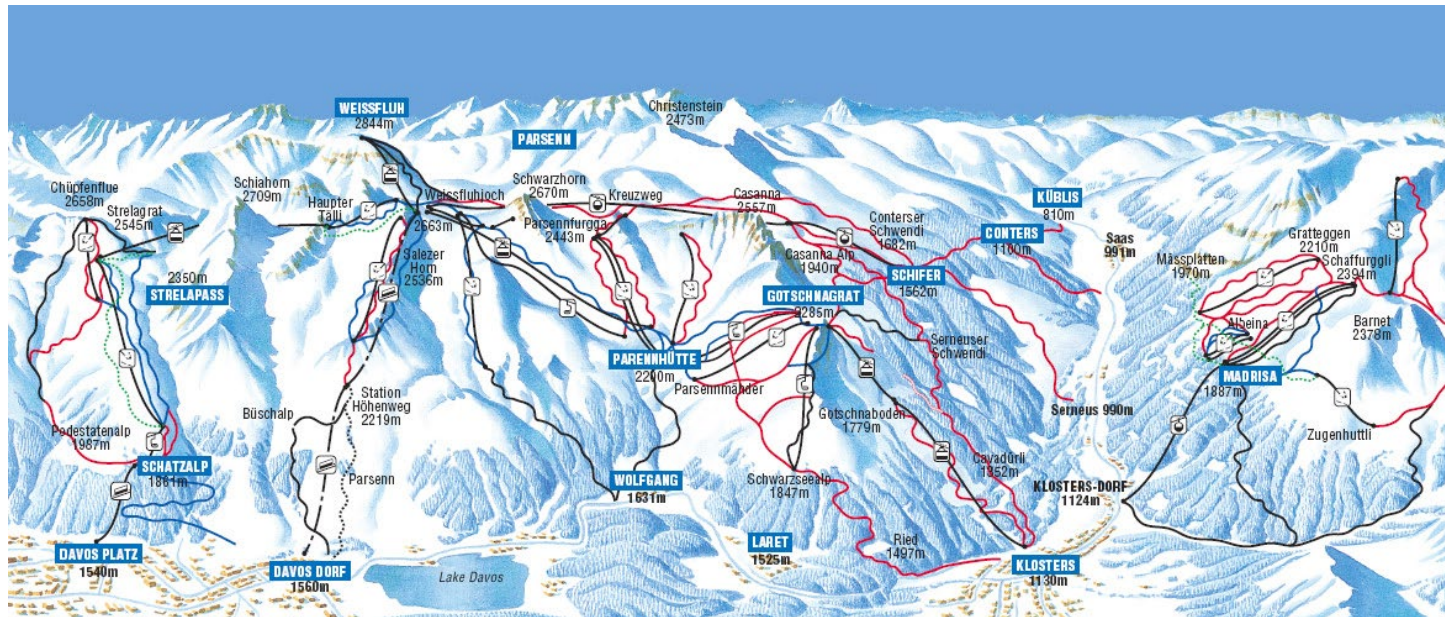 WEISSFLUH
2844m
PARSENN
Christenstein
2473m
Chüpfenflue
2658m
Strelagrat
2545m
2350m
STRELAPASS
Schiahorn
2709m
Haupter
Tälli
Weissfluhjoch
2663m
Salezer
Horn
2536m
Schwarzhorn
2670m
Parsennfurgga
2443m
Kreuzweg
Casanna
2557m
Conterser
Schwendi
1682m
Casanna Alp
1940m
SCHIFER
1562m
CONTERS
1100m
KÜBLIS
810m
Saas
991m
Mässplatten
1970m
Gratteggen
2210m
Schaffurggli
2394m
Albeina
Barnet
2378m
MADRISA
1887m
Zugenhuttli
GOTSCHNAGRAT
2285m
Serneuser
Schwendi
PARENNHÜTTE
2200m
Parsennmähder
Gotschnaboden
1779m
Serneus 990m
Station
Höhenweg
2219m
Büschalp
Parsenn
Podestatenalp
1987m
SCHATZALP
1861m
WOLFGANG
1631m
Schwarzseealp
1847m
Cavadürli
1352m
KLOSTERS-DORF
1124m
DAVOS PLATZ
1540m
DAVOS DORF
1560m
Lake Davos
LARET
1525m
Ried
1497m
KLOSTERS
1130m